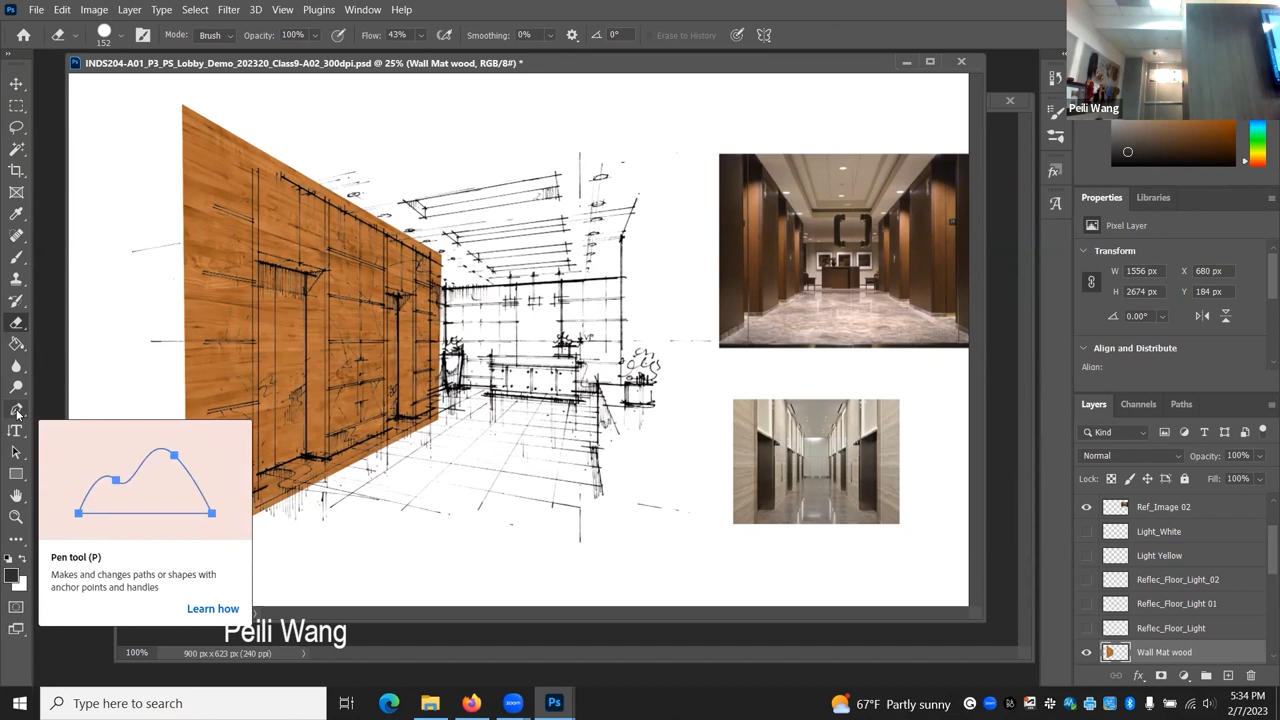 File Edit Image Layer Type Select Filter 3D View Plugins Window Help
152 Mode: Brush Opacity: 100% Flow: 43% Smoothing: 0% 0° Erase to History
INDS204-A01_P3_PS_Lobby_Demo_202320_Class9-A02_300dpi.psd @ 25% (Wall Mat wood, RGB/8#) *
Peili Wang
Properties Libraries
Pixel Layer
Transform
W 1556 px X 680 px
H 2674 px Y 184 px
0.00°
Align and Distribute
Align:
Layers Channels Paths
Kind
Normal Opacity: 100%
Lock: Fill: 100%
Ref_Image 02
Light_White
Light Yellow
Reflec_Floor_Light_02
Reflec_Floor_Light 01
Reflec_Floor_Light
Wall Mat wood
Pen tool (P)
Makes and changes paths or shapes with
anchor points and handles
Learn how
Peili Wang
100% 900 px x 623 px (240 ppi)
Type here to search
zoom
Ps
67°F Partly sunny
5:34 PM
2/7/2023